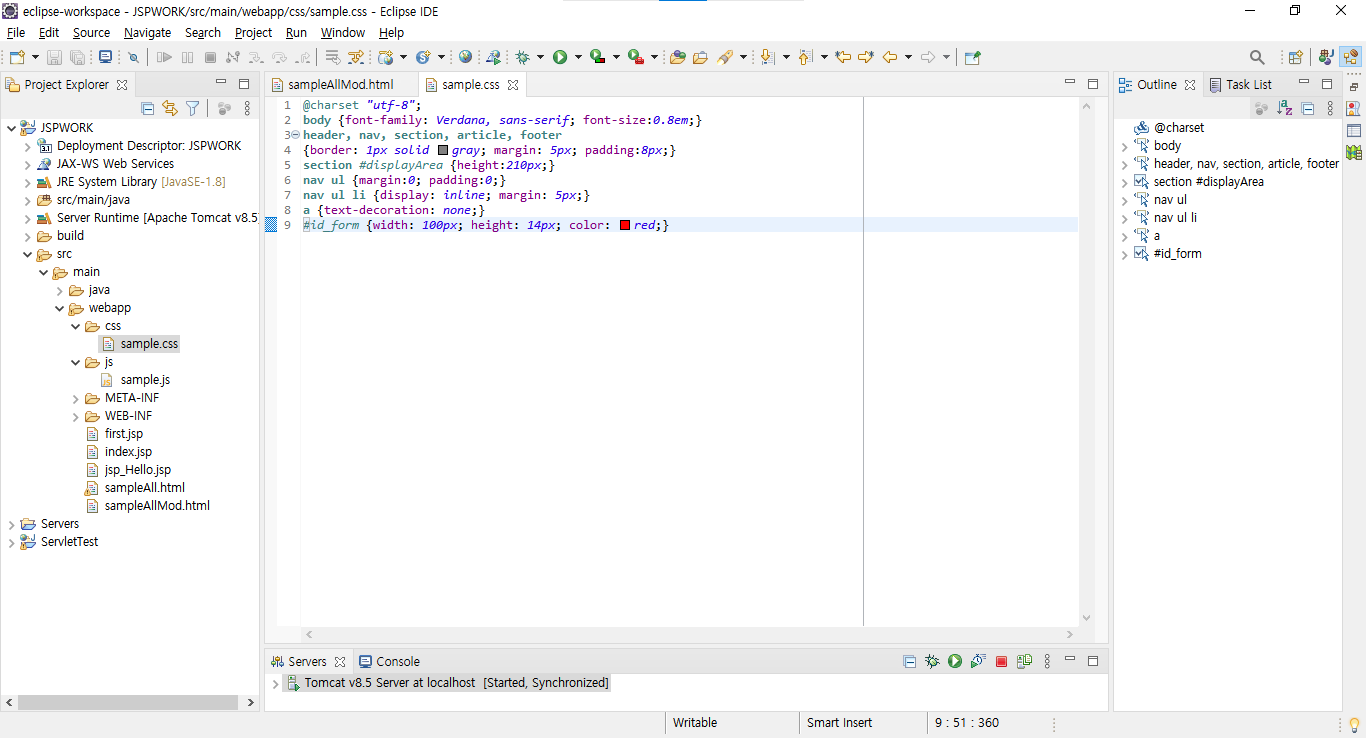 eclipse-workspace - JSPWORK/src/main/webapp/css/sample.css - Eclipse IDE
File Edit Source Navigate Search Project Run Window Help
Project Explorer
JSPWORK
Deployment Descriptor: JSPWORK
JAX-WS Web Services
JRE System Library [JavaSE-1.8]
src/main/java
Server Runtime [Apache Tomcat v8.5
build
src
main
java
webapp
css
sample.css
js
sample.js
META-INF
WEB-INF
first.jsp
index.jsp
jsp_Hello.jsp
sampleAll.html
sampleAllMod.html
Servers
ServletTest
sampleAllMod.html sample.css
1 @charset "utf-8";
2 body {font-family: Verdana, sans-serif; font-size:0.8em;}
3 header, nav, section, article, footer
4 {border: 1px solid gray; margin: 5px; padding:8px;}
5 section #displayArea {height:210px;}
6 nav ul {margin:0; padding:0;}
7 nav ul li {display: inline; margin: 5px;}
8 a {text-decoration: none;}
9 #id_form {width: 100px; height: 14px; color: red;}
Servers Console
Tomcat v8.5 Server at localhost [Started, Synchronized]
Outline Task List
@charset
body
header, nav, section, article, footer
section #displayArea
nav ul
nav ul li
a
#id_form
Writable Smart Insert 9 : 51 : 360